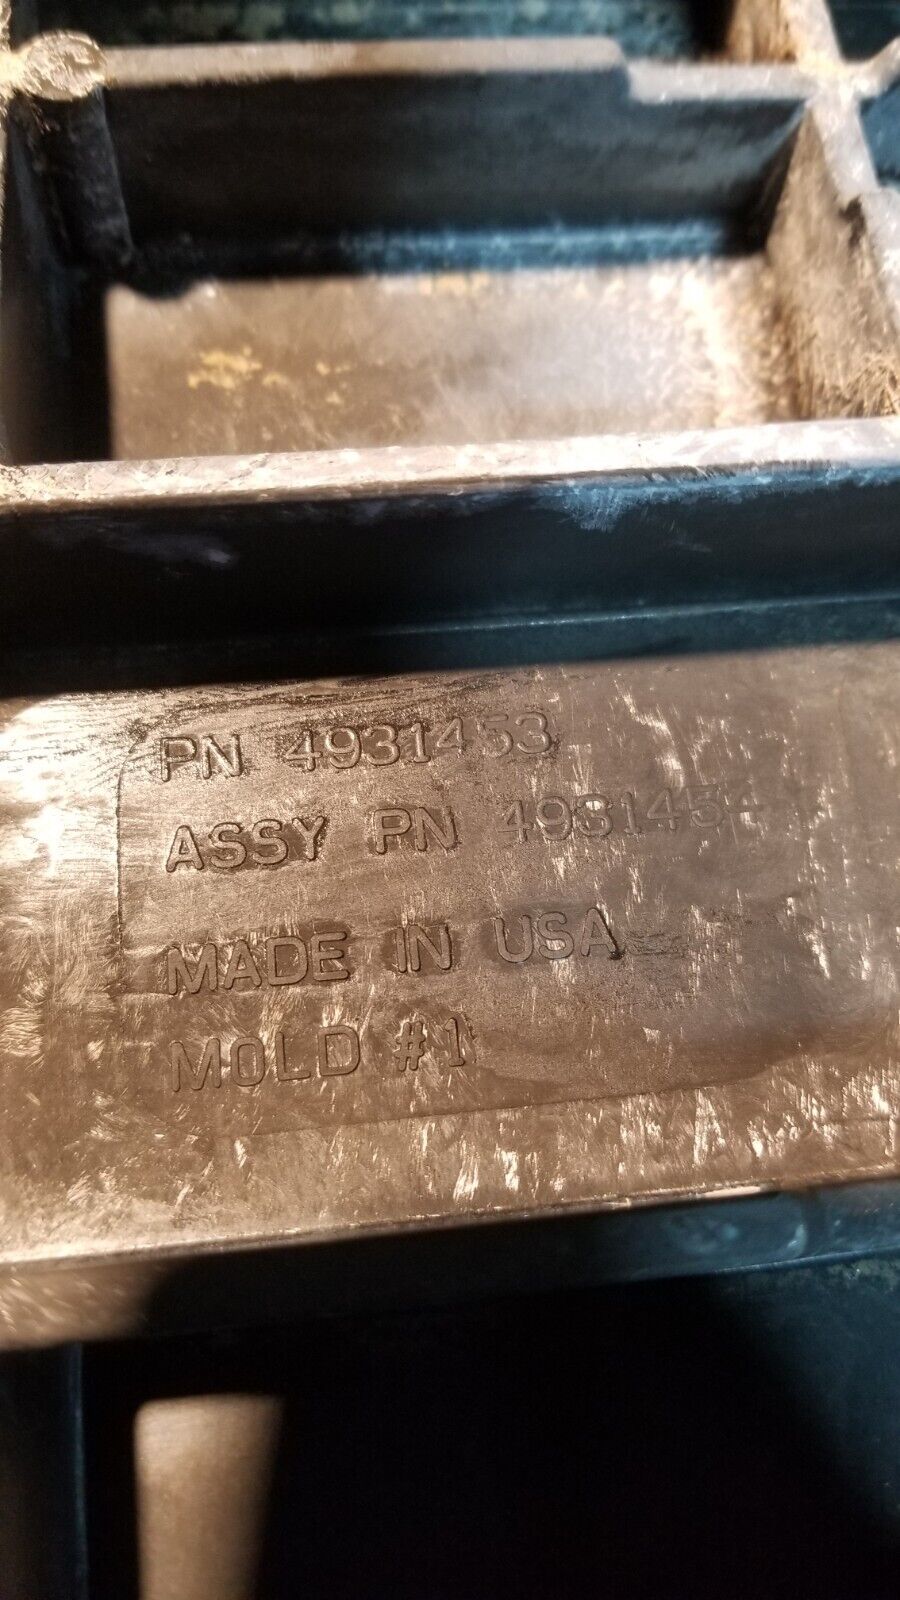 PN 4931453
ASSY PN 4931454
MADE IN USA
MOLD #1